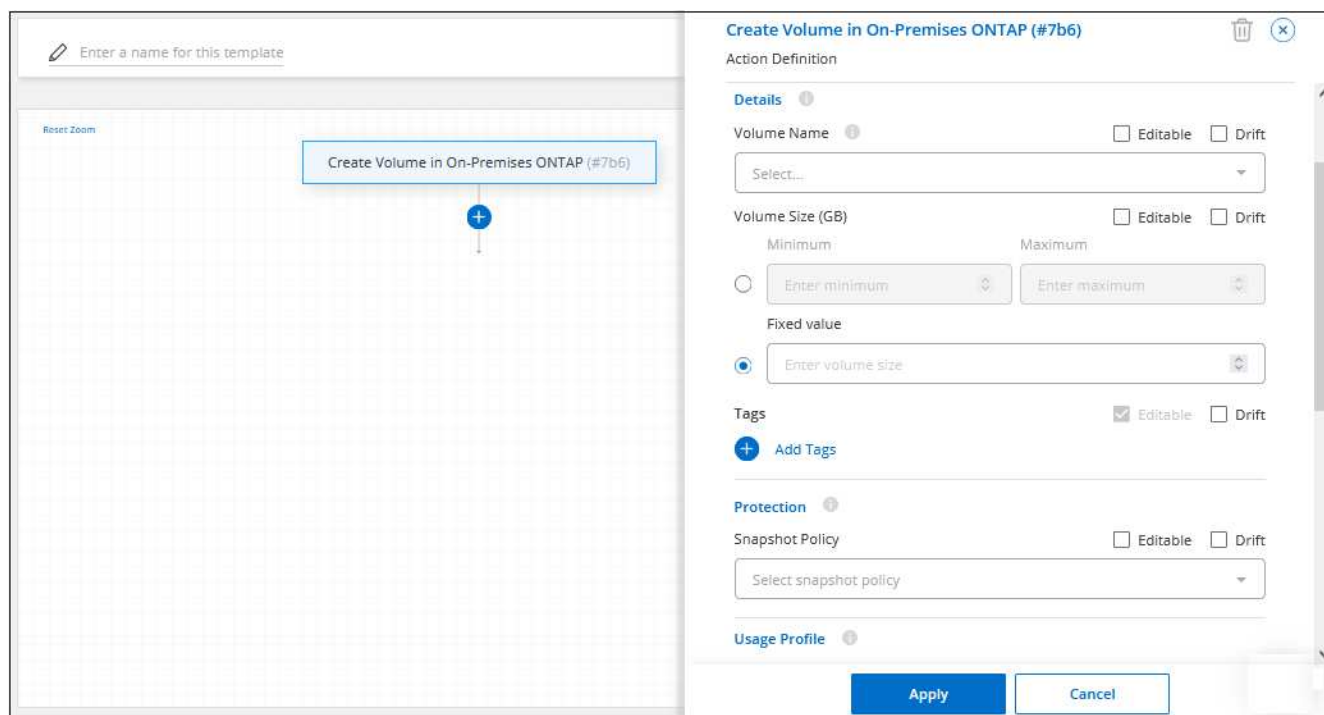 Enter a name for this template
Reset Zoom
Create Volume in On-Premises ONTAP (#7b6)
Create Volume in On-Premises ONTAP (#7b6)
Action Definition
Details
Volume Name Editable Drift
Select...
Volume Size (GB) Editable Drift
Minimum Maximum
Enter minimum Enter maximum
Fixed value
Enter volume size
Tags Editable Drift
Add Tags
Protection
Snapshot Policy Editable Drift
Select snapshot policy
Usage Profile
Apply Cancel